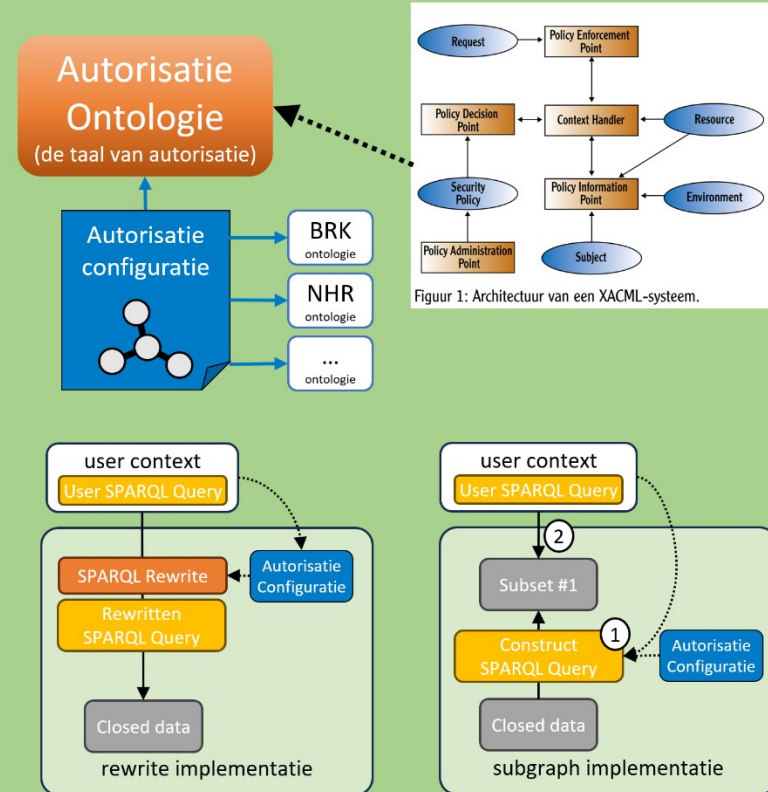 Autorisatie
Ontologie
(de taal van autorisatie)
Autorisatie
configuratie
BRK
ontologie
NHR
ontologie
...
ontologie
Request
Policy Enforcement
Point
Policy Decision
Point
Context Handler
Resource
Security
Policy
Policy Information
Point
Environment
Policy Administration
Point
Subject
Figuur 1: Architectuur van een XACML-systeem.
user context
User SPARQL Query
SPARQL Rewrite
Autorisatie
Configuratie
Rewritten
SPARQL Query
Closed data
rewrite implementatie
user context
User SPARQL Query
2
Subset #1
1
Construct
SPARQL Query
Autorisatie
Configuratie
Closed data
subgraph implementatie